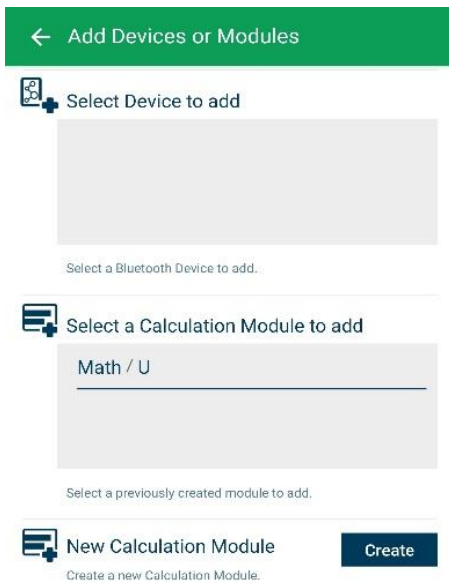 Add Devices or Modules
Select Device to add
Select a Bluetooth Device to add.
Select a Calculation Module to add
Math / U
Select a previously created module to add.
New Calculation Module
Create
Create a new Calculation Module.